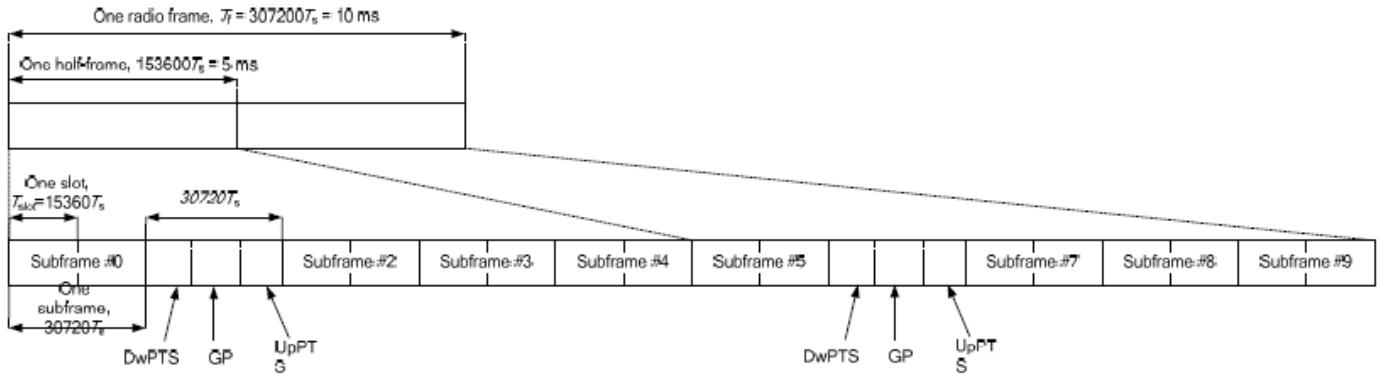 One radio frame, Tf = 307200Ts = 10 ms
One half-frame, 153600Ts = 5 ms
One slot,
Tslot=15360Ts
30720Ts
Subframe #0
Subframe #2
Subframe #3
Subframe #4
Subframe #5
Subframe #7
Subframe #8
Subframe #9
One
subframe,
30720Ts
DwPTS
GP
UpPT
S
DwPTS
GP
UpPT
S